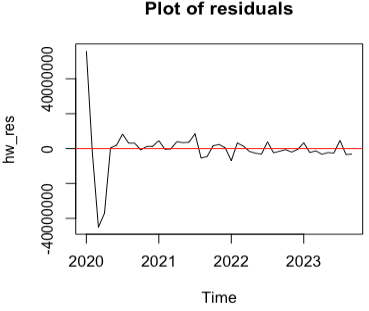 Plot of residuals
hw_res
40000000
0
-40000000
2020 2021 2022 2023
Time